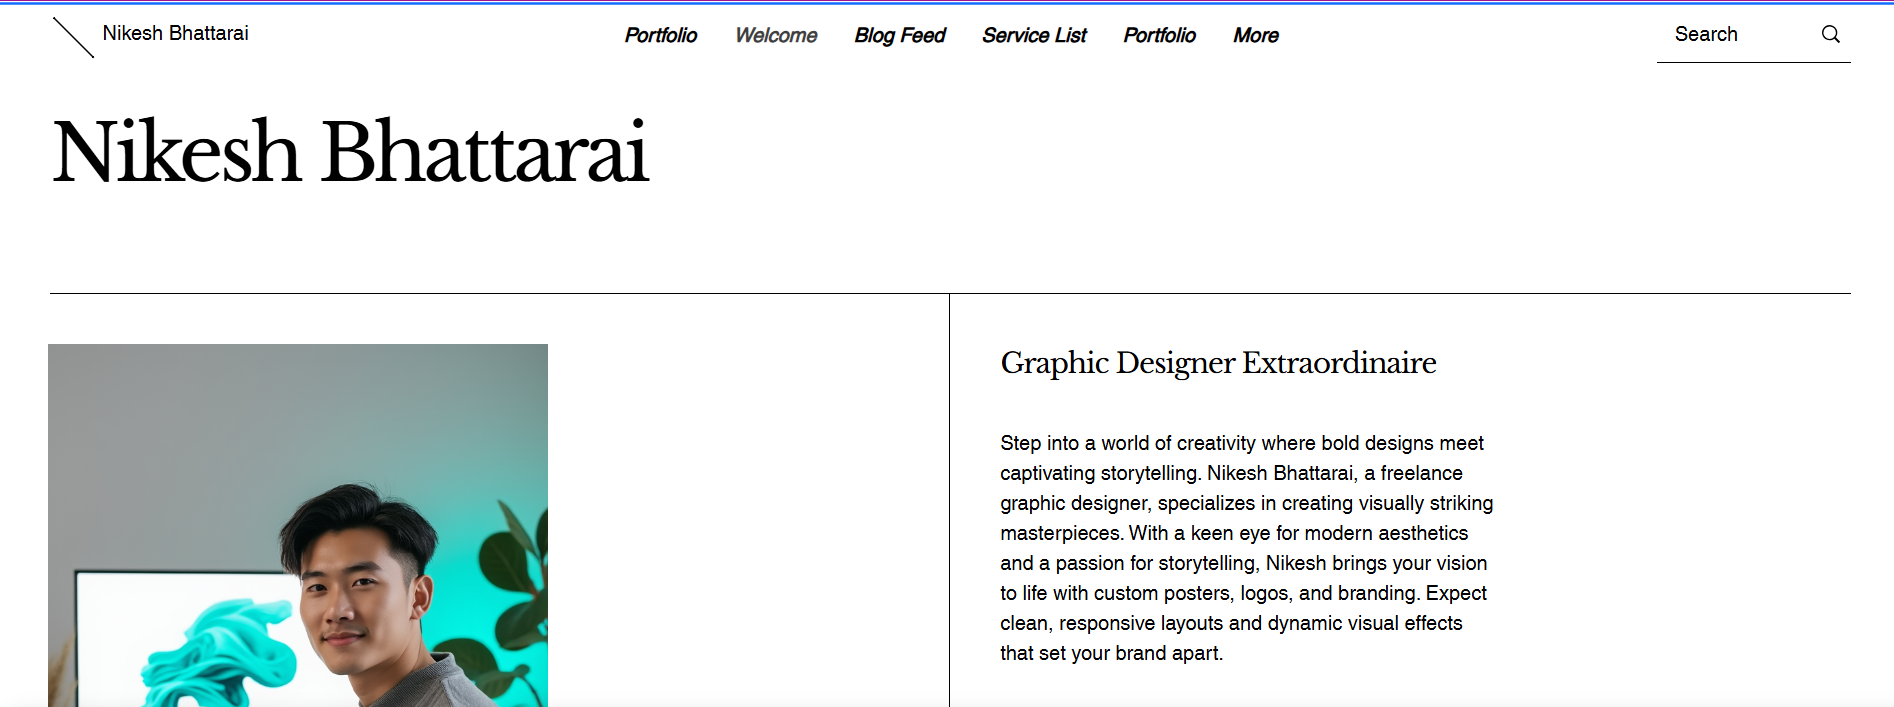 Nikesh Bhattarai
Portfolio
Welcome
Blog Feed
Service List
Portfolio
More
Search
Nikesh Bhattarai
Graphic Designer Extraordinaire
Step into a world of creativity where bold designs meet
captivating storytelling. Nikesh Bhattarai, a freelance
graphic designer, specializes in creating visually striking
masterpieces. With a keen eye for modern aesthetics
and a passion for storytelling, Nikesh brings your vision
to life with custom posters, logos, and branding. Expect
clean, responsive layouts and dynamic visual effects
that set your brand apart.